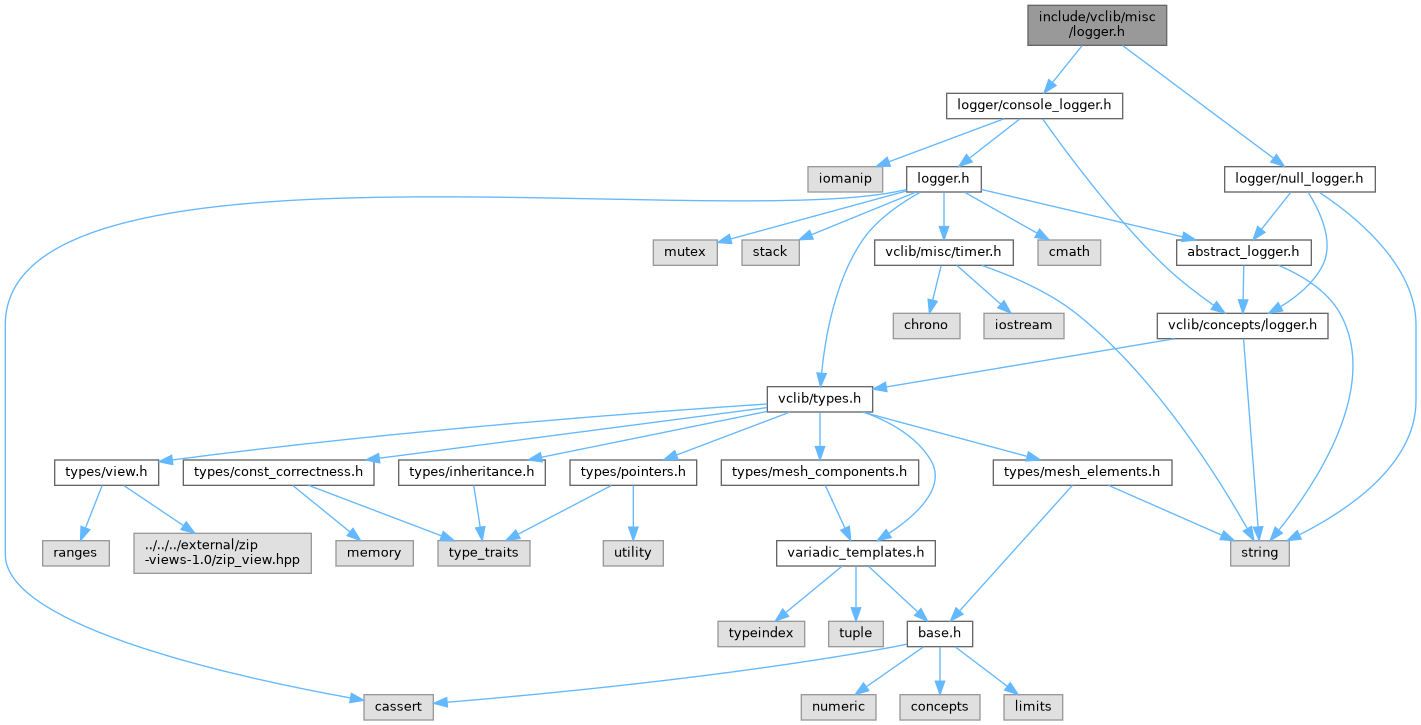 include/vclib/misc
/logger.h
logger/console_logger.h
iomanip
logger.h
logger/null_logger.h
mutex
stack
vclib/misc/timer.h
cmath
abstract_logger.h
chrono
iostream
vclib/concepts/logger.h
vclib/types.h
types/view.h
types/const_correctness.h
types/inheritance.h
types/pointers.h
types/mesh_components.h
types/mesh_elements.h
ranges
../../../external/zip
-views-1.0/zip_view.hpp
memory
type_traits
utility
variadic_templates.h
string
typeindex
tuple
base.h
cassert
numeric
concepts
limits